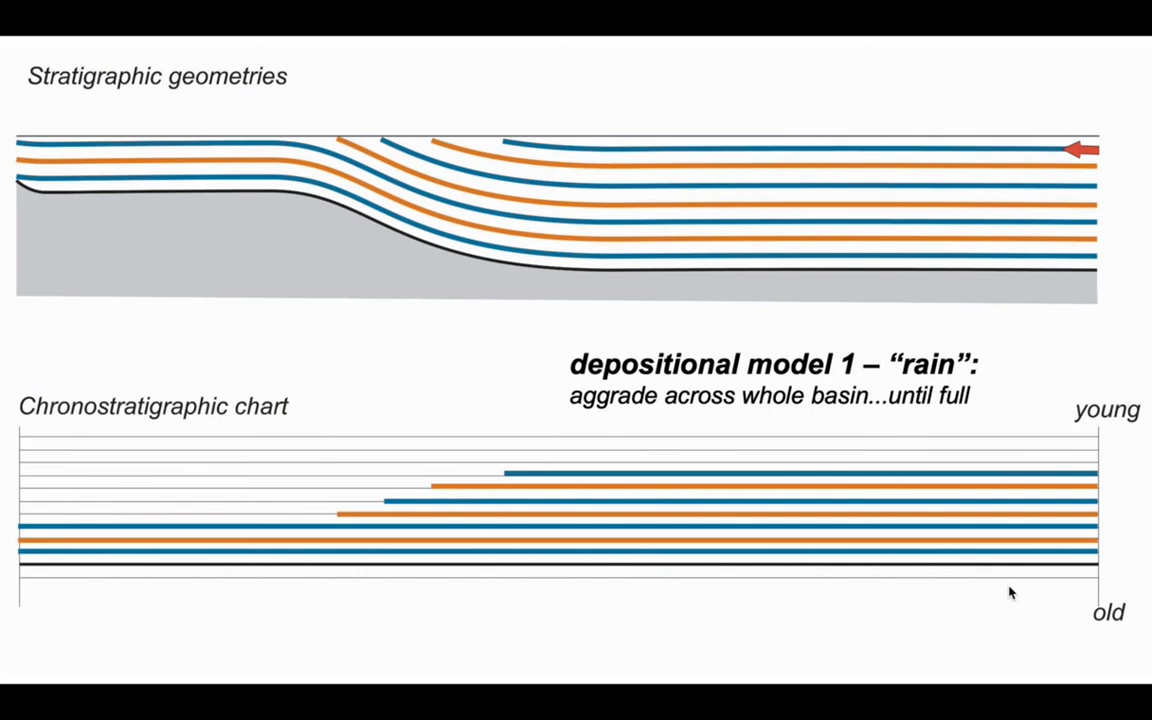 Stratigraphic geometries
depositional model 1 – “rain”:
aggrade across whole basin...until full
Chronostratigraphic chart
young
old